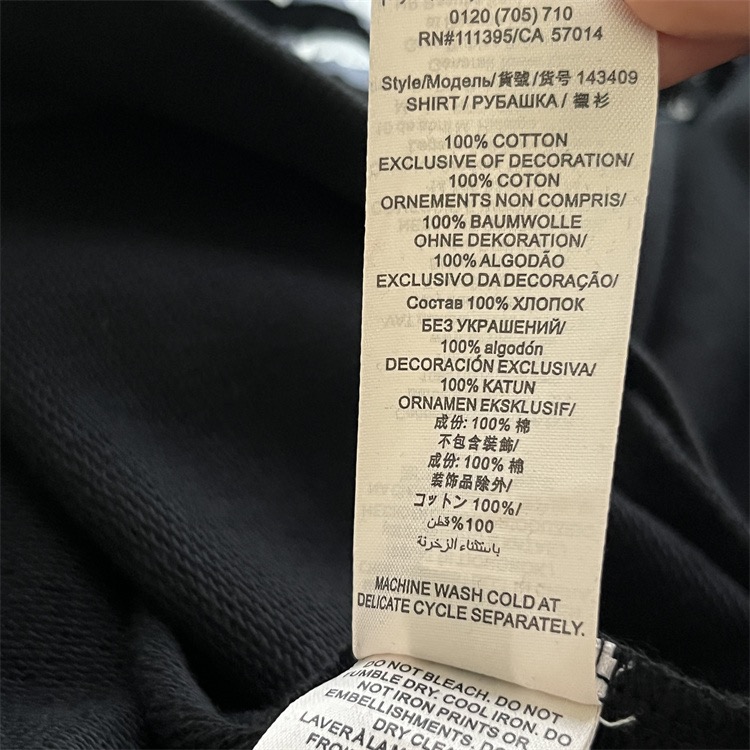 0120 (705) 710
RN#111395/CA 57014
Style/Модель/貨號/货号 143409
SHIRT / РУБАШКА / 襯衫
100% COTTON
EXCLUSIVE OF DECORATION/
100% COTON
ORNEMENTS NON COMPRIS/
100% BAUMWOLLE
OHNE DEKORATION/
100% ALGODÃO
EXCLUSIVO DA DECORAÇÃO/
Состав 100% ХЛОПОК
БЕЗ УКРАШЕНИЙ/
100% algodón
DECORACIÓN EXCLUSIVA/
100% KATUN
ORNAMEN EKSKLUSIF/
成份: 100% 棉
不包含裝飾/
成份: 100% 棉
装饰品除外/
コットン 100%/
100% قطن
باستثناء الزخرفة/
MACHINE WASH COLD AT
DELICATE CYCLE SEPARATELY.
DO NOT BLEACH. DO NOT
TUMBLE DRY. COOL IRON. DO
NOT IRON PRINTS OR
EMBELLISHMENTS. DO
DRY CLEA
LAVER À LA